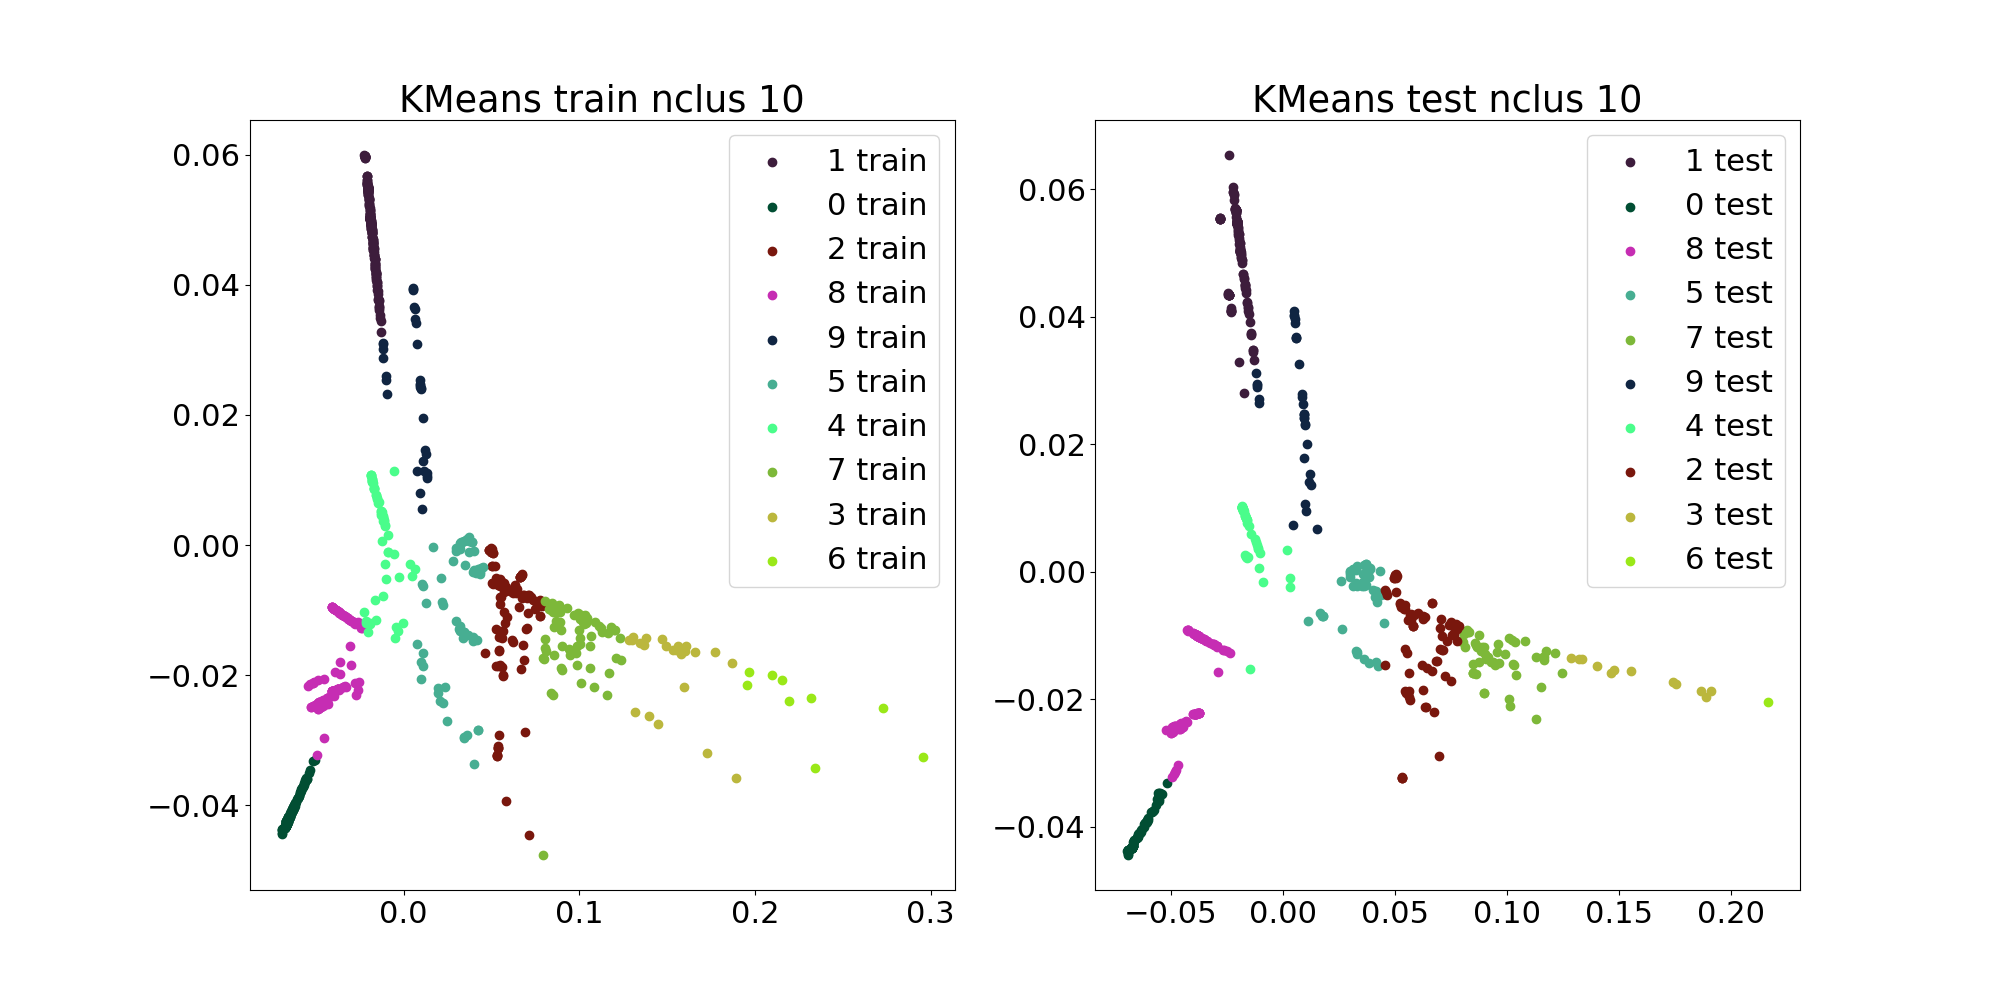 KMeans train nclus 10
0.06
0.04
0.02
0.00
−0.02
−0.04
0.0
0.1
0.2
0.3
1 train
0 train
2 train
8 train
9 train
5 train
4 train
7 train
3 train
6 train
KMeans test nclus 10
0.06
0.04
0.02
0.00
−0.02
−0.04
−0.05
0.00
0.05
0.10
0.15
0.20
1 test
0 test
8 test
5 test
7 test
9 test
4 test
2 test
3 test
6 test